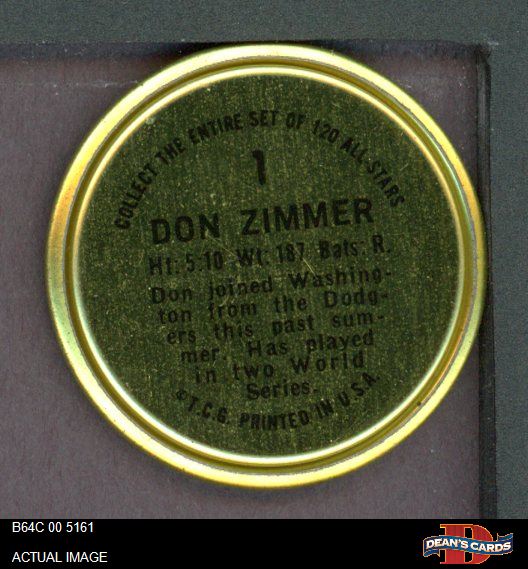 COLLECT THE ENTIRE SET OF 120 ALL-STARS
1
DON ZIMMER
Ht: 5-10 Wt: 187 Bats: R.
Don joined Washing-
ton from the Dodg-
ers this past sum-
mer. Has played
in two World
Series.
©T.C.G. PRINTED IN U.S.A.
B64C 00 5161
ACTUAL IMAGE
D
DEAN'S CARDS